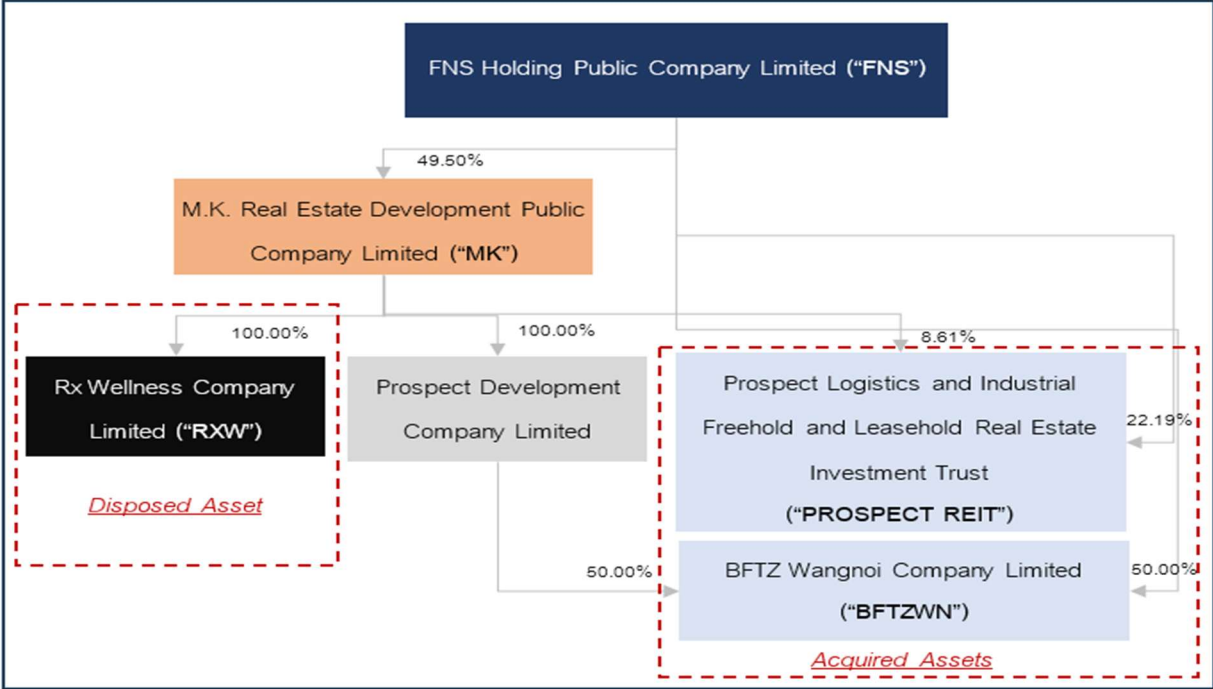 FNS Holding Public Company Limited (“FNS”)
49.50%
M.K. Real Estate Development Public
Company Limited (“MK”)
100.00%
100.00%
8.61%
Rx Wellness Company
Limited (“RXW”)
Prospect Development
Company Limited
Prospect Logistics and Industrial
Freehold and Leasehold Real Estate
Investment Trust
(“PROSPECT REIT”)
22.19%
Disposed Asset
50.00%
BFTZ Wangnoi Company Limited
(“BFTZWN”)
50.00%
Acquired Assets